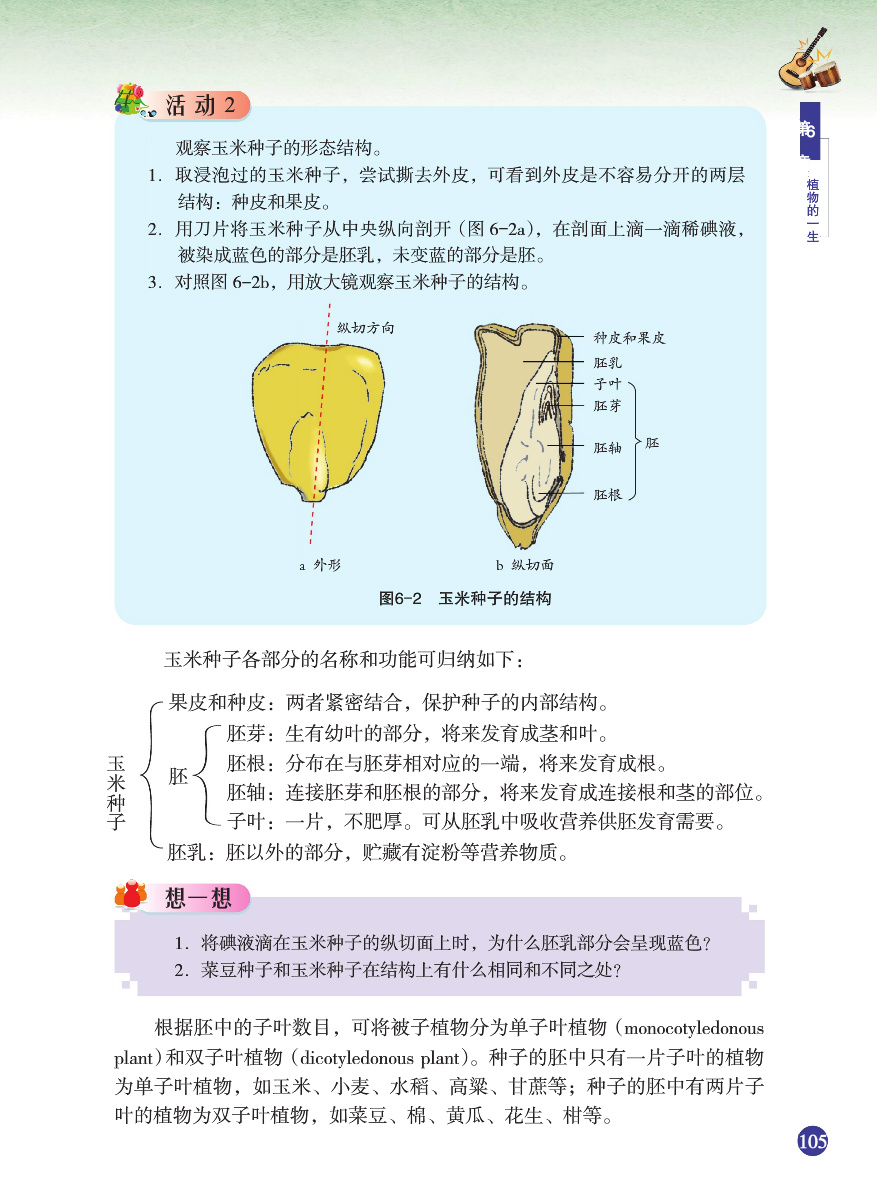 活动2
观察玉米种子的形态结构。
1. 取浸泡过的玉米种子，尝试撕去外皮，可看到外皮是不容易分开的两层
结构：种皮和果皮。
2. 用刀片将玉米种子从中央纵向剖开（图6-2a），在剖面上滴一滴稀碘液，
被染成蓝色的部分是胚乳，未变蓝的部分是胚。
3. 对照图6-2b，用放大镜观察玉米种子的结构。
纵切方向
种皮和果皮
胚乳
子叶
胚芽
胚轴
胚
胚根
a 外形
b 纵切面
图6-2 玉米种子的结构
玉米种子各部分的名称和功能可归纳如下：
玉米种子
果皮和种皮：两者紧密结合，保护种子的内部结构。
胚
胚芽：生有幼叶的部分，将来发育成茎和叶。
胚根：分布在与胚芽相对应的一端，将来发育成根。
胚轴：连接胚芽和胚根的部分，将来发育成连接根和茎的部位。
子叶：一片，不肥厚。可从胚乳中吸收营养供胚发育需要。
胚乳：胚以外的部分，贮藏有淀粉等营养物质。
想一想
1. 将碘液滴在玉米种子的纵切面上时，为什么胚乳部分会呈现蓝色？
2. 菜豆种子和玉米种子在结构上有什么相同和不同之处？
根据胚中的子叶数目，可将被子植物分为单子叶植物（monocotyledonous
plant）和双子叶植物（dicotyledonous plant）。种子的胚中只有一片子叶的植物
为单子叶植物，如玉米、小麦、水稻、高粱、甘蔗等；种子的胚中有两片子
叶的植物为双子叶植物，如菜豆、棉、黄瓜、花生、柑等。
6
植物的一生
105